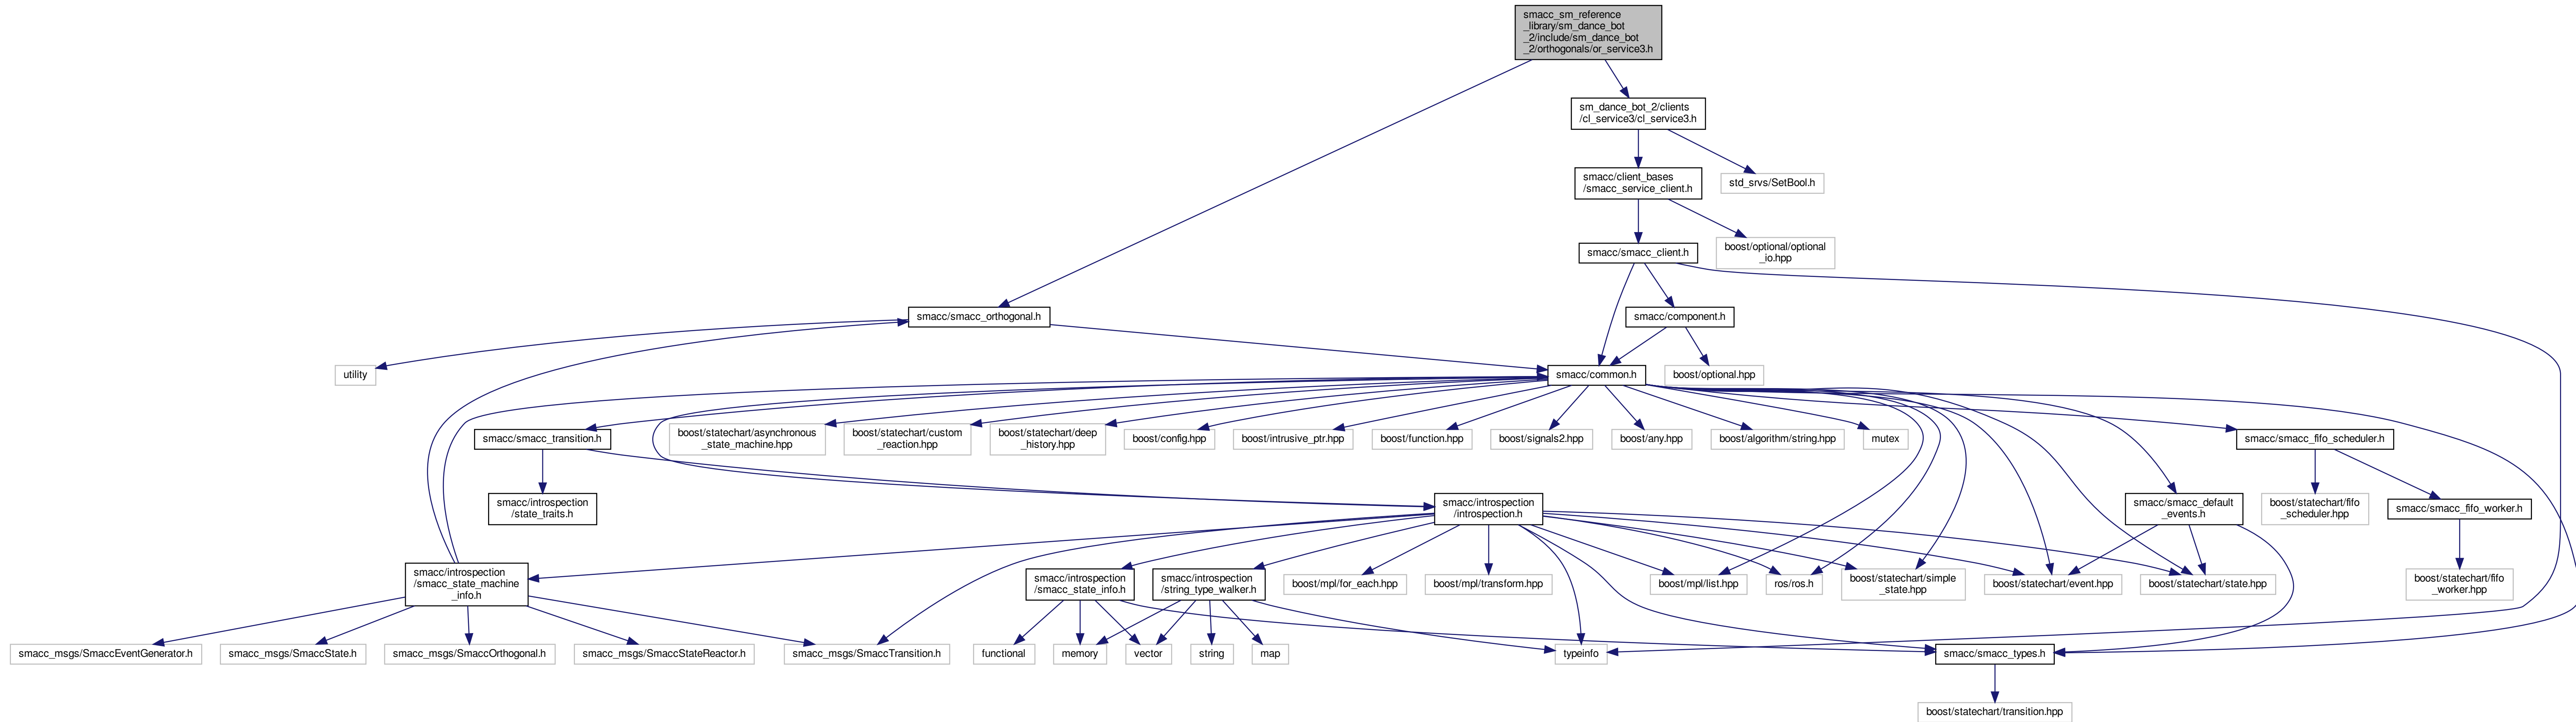 smacc_sm_reference
_library/sm_dance_bot
_2/include/sm_dance_bot
_2/orthogonals/or_service3.h
sm_dance_bot_2/clients
/cl_service3/cl_service3.h
smacc/client_bases
/smacc_service_client.h
std_srvs/SetBool.h
smacc/smacc_client.h
boost/optional/optional
_io.hpp
smacc/smacc_orthogonal.h
smacc/component.h
utility
smacc/common.h
boost/optional.hpp
smacc/smacc_transition.h
boost/statechart/asynchronous
_state_machine.hpp
boost/statechart/custom
_reaction.hpp
boost/statechart/deep
_history.hpp
boost/config.hpp
boost/intrusive_ptr.hpp
boost/function.hpp
boost/signals2.hpp
boost/any.hpp
boost/algorithm/string.hpp
mutex
smacc/smacc_fifo_scheduler.h
smacc/introspection
/state_traits.h
smacc/introspection
/introspection.h
smacc/smacc_default
_events.h
boost/statechart/fifo
_scheduler.hpp
smacc/smacc_fifo_worker.h
smacc/introspection
/smacc_state_machine
_info.h
smacc/introspection
/smacc_state_info.h
smacc/introspection
/string_type_walker.h
boost/mpl/for_each.hpp
boost/mpl/transform.hpp
boost/mpl/list.hpp
ros/ros.h
boost/statechart/simple
_state.hpp
boost/statechart/event.hpp
boost/statechart/state.hpp
boost/statechart/fifo
_worker.hpp
smacc_msgs/SmaccEventGenerator.h
smacc_msgs/SmaccState.h
smacc_msgs/SmaccOrthogonal.h
smacc_msgs/SmaccStateReactor.h
smacc_msgs/SmaccTransition.h
functional
memory
vector
string
map
typeinfo
smacc/smacc_types.h
boost/statechart/transition.hpp